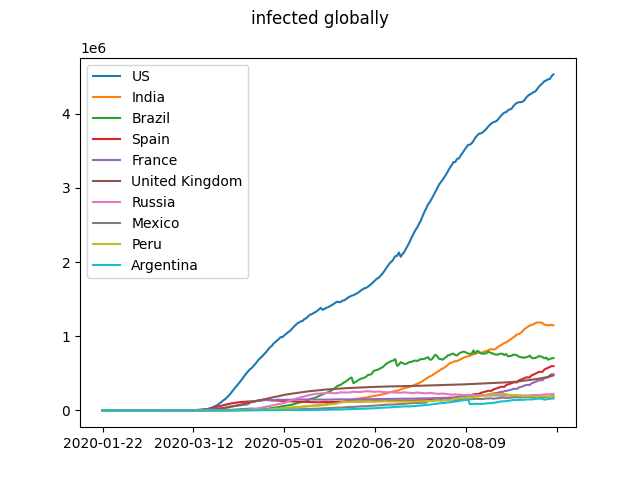 infected globally
1e6
US
India
Brazil
Spain
France
United Kingdom
Russia
Mexico
Peru
Argentina
4
3
2
1
0
2020-01-22 2020-03-12 2020-05-01 2020-06-20 2020-08-09